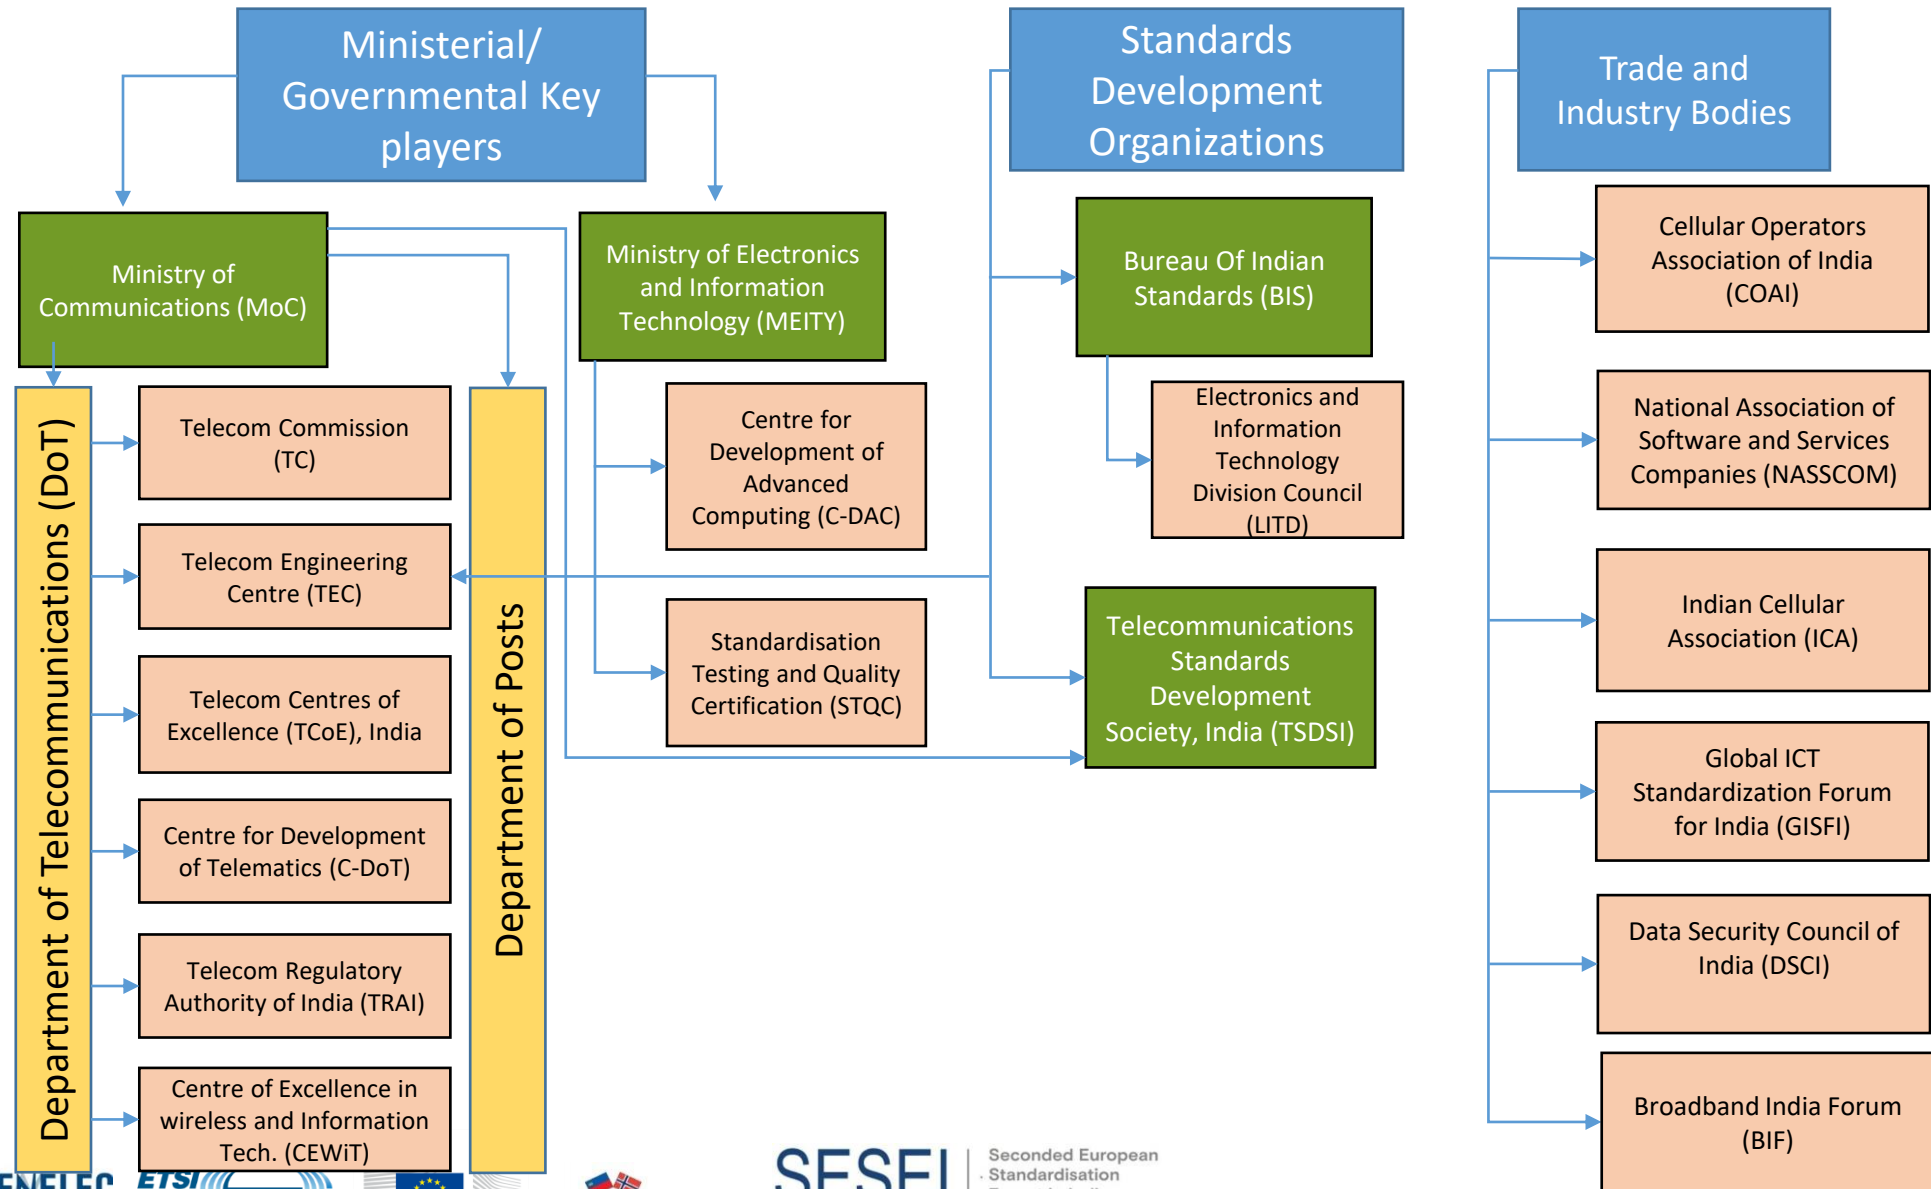 Ministerial/
Governmental Key
players
Standards
Development
Organizations
Trade and
Industry Bodies
Ministry of
Communications (MoC)
Ministry of Electronics
and Information
Technology (MEITY)
Bureau Of Indian
Standards (BIS)
Cellular Operators
Association of India
(COAI)
Department of Telecommunications (DoT)
Telecom Commission
(TC)
Telecom Engineering
Centre (TEC)
Telecom Centres of
Excellence (TCoE), India
Centre for Development
of Telematics (C-DoT)
Telecom Regulatory
Authority of India (TRAI)
Centre of Excellence in
wireless and Information
Tech. (CEWiT)
Department of Posts
Centre for
Development of
Advanced
Computing (C-DAC)
Standardisation
Testing and Quality
Certification (STQC)
Electronics and
Information
Technology
Division Council
(LITD)
Telecommunications
Standards
Development
Society, India (TSDSI)
National Association of
Software and Services
Companies (NASSCOM)
Indian Cellular
Association (ICA)
Global ICT
Standardization Forum
for India (GISFI)
Data Security Council of
India (DSCI)
Broadband India Forum
(BIF)
ETSI
SESEI
Seconded European
Standardisation